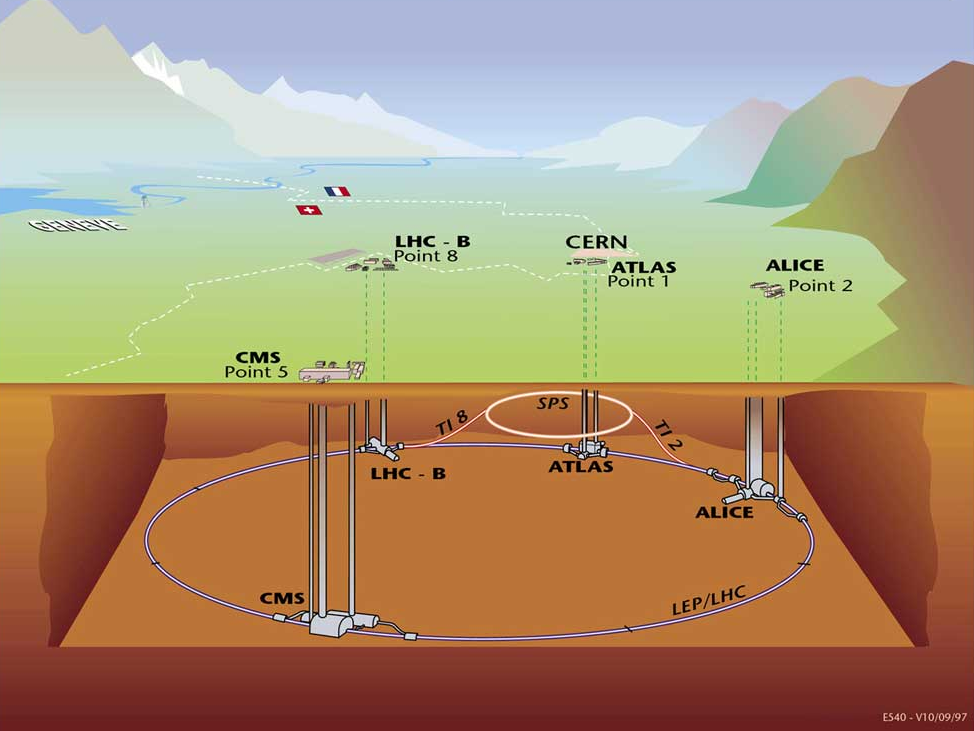 GENEVE
LHC - B
Point 8
CERN
ATLAS
Point 1
ALICE
Point 2
CMS
Point 5
SPS
TI 8
TI 2
LHC - B
ATLAS
ALICE
CMS
LEP/LHC
ES40 - V10/09/97